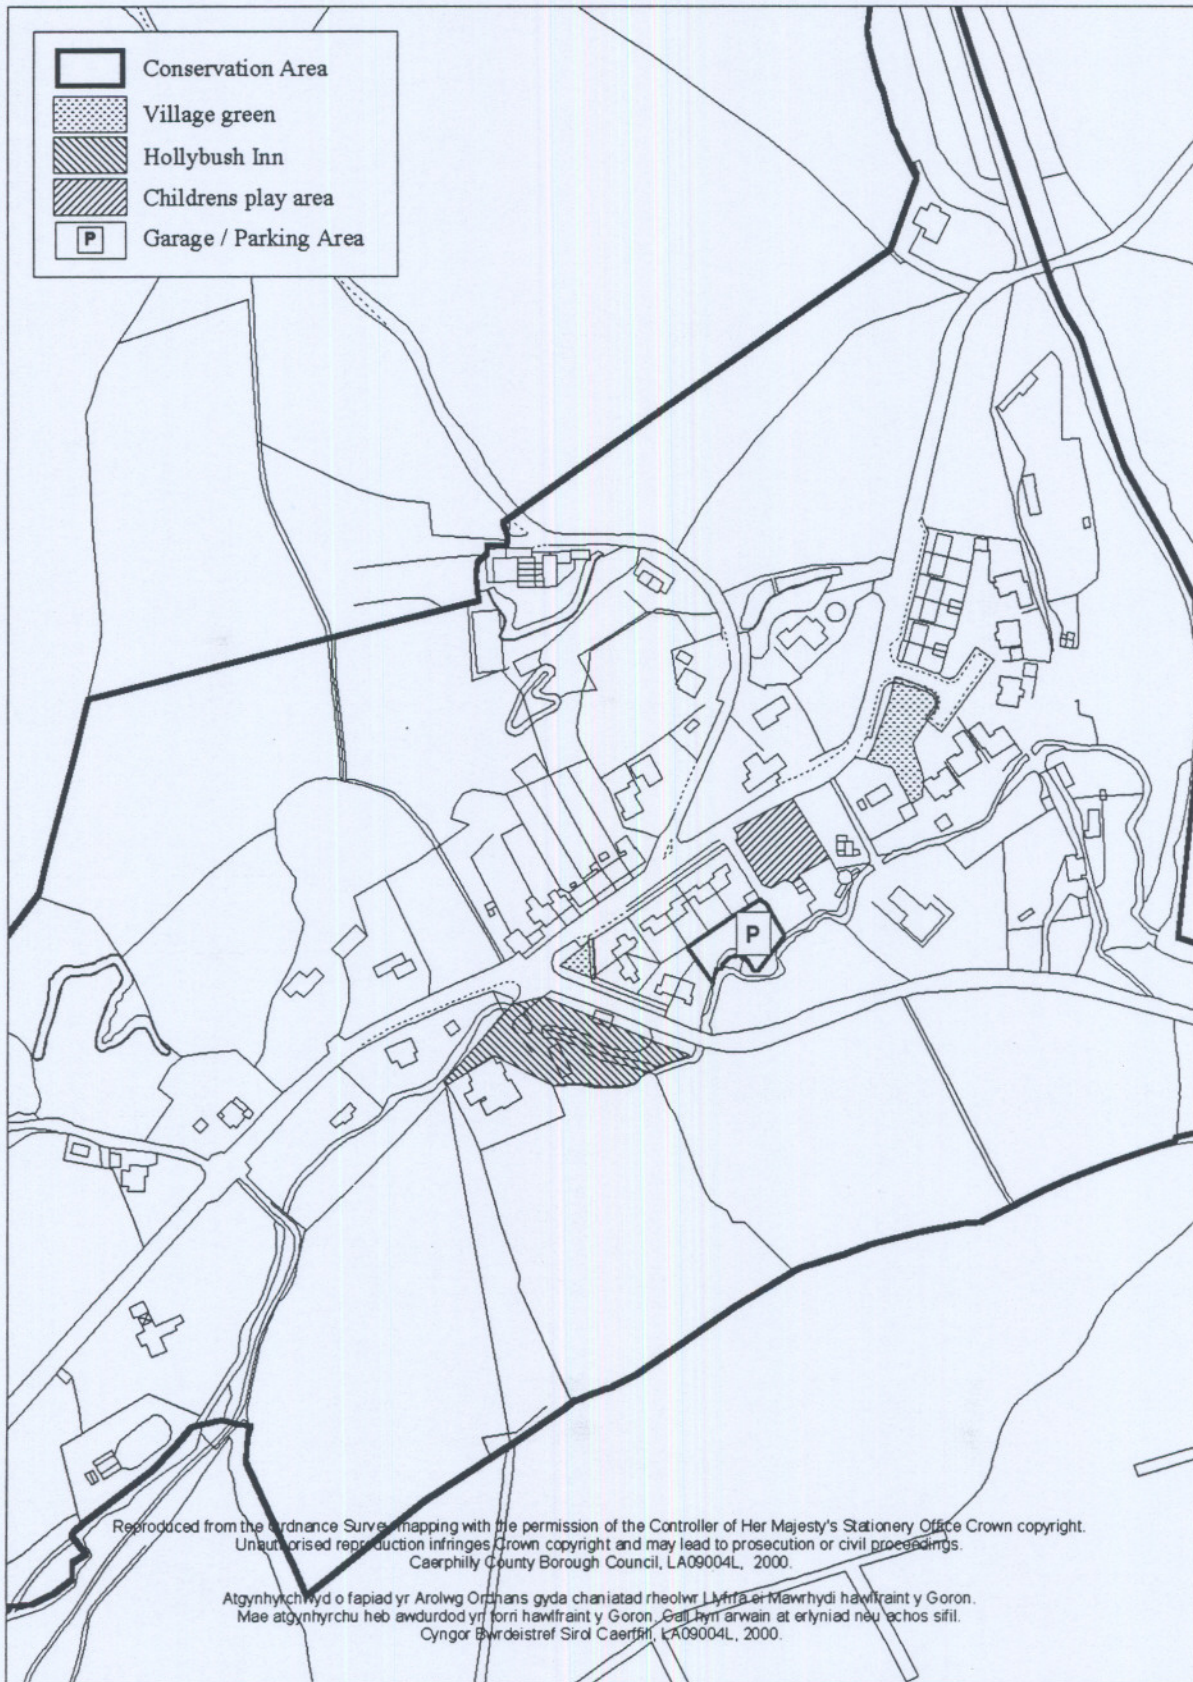 Conservation Area
Village green
Hollybush Inn
Childrens play area
P Garage / Parking Area
P
Reproduced from the Ordnance Survey mapping with the permission of the Controller of Her Majesty's Stationery Office Crown copyright.
Unauthorised reproduction infringes Crown copyright and may lead to prosecution or civil proceedings.
Caerphilly County Borough Council, LA09004L, 2000.
Atgynhyrchwyd o fapiad yr Arolwg Ordnans gyda chaniatad rheolwr Llyfrfa ei Mawrhydi hawlfraint y Goron.
Mae atgynhyrchu heb awdurdod yn torri hawlfraint y Goron. Gall hyn arwain at erlyniad neu achos sifil.
Cyngor Bwrdeistref Sirol Caerffili, LA09004L, 2000.